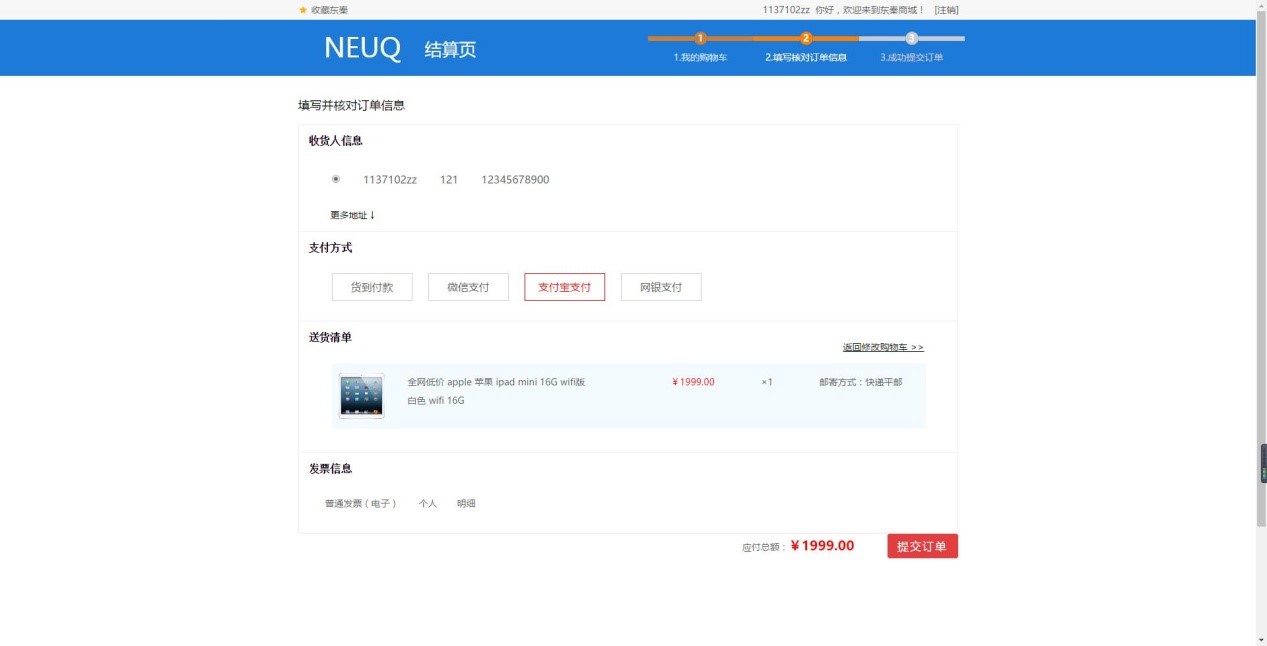 收藏东秦
1137102zz 你好，欢迎来到东秦商城！ [注销]
NEUQ 结算页
1 2 3
1.我的购物车 2.填写核对订单信息 3.成功提交订单
填写并核对订单信息
收货人信息
1137102zz 121 12345678900
更多地址↓
支付方式
货到付款 微信支付 支付宝支付 网银支付
送货清单
返回修改购物车 >>
全网低价 apple 苹果 ipad mini 16G wifi版 ￥1999.00 ×1 邮寄方式：快递平邮
白色 wifi 16G
发票信息
普通发票（电子） 个人 明细
应付总额：￥1999.00 提交订单